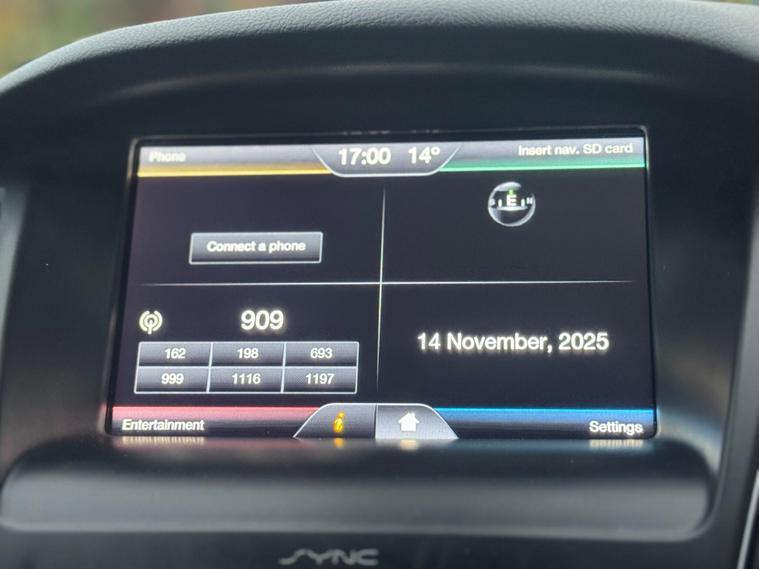 Phone
17:00 14°
Insert nav. SD card
S E N
Connect a phone
909
162 198 693
999 1116 1197
14 November, 2025
Entertainment
i
Settings
SYNC